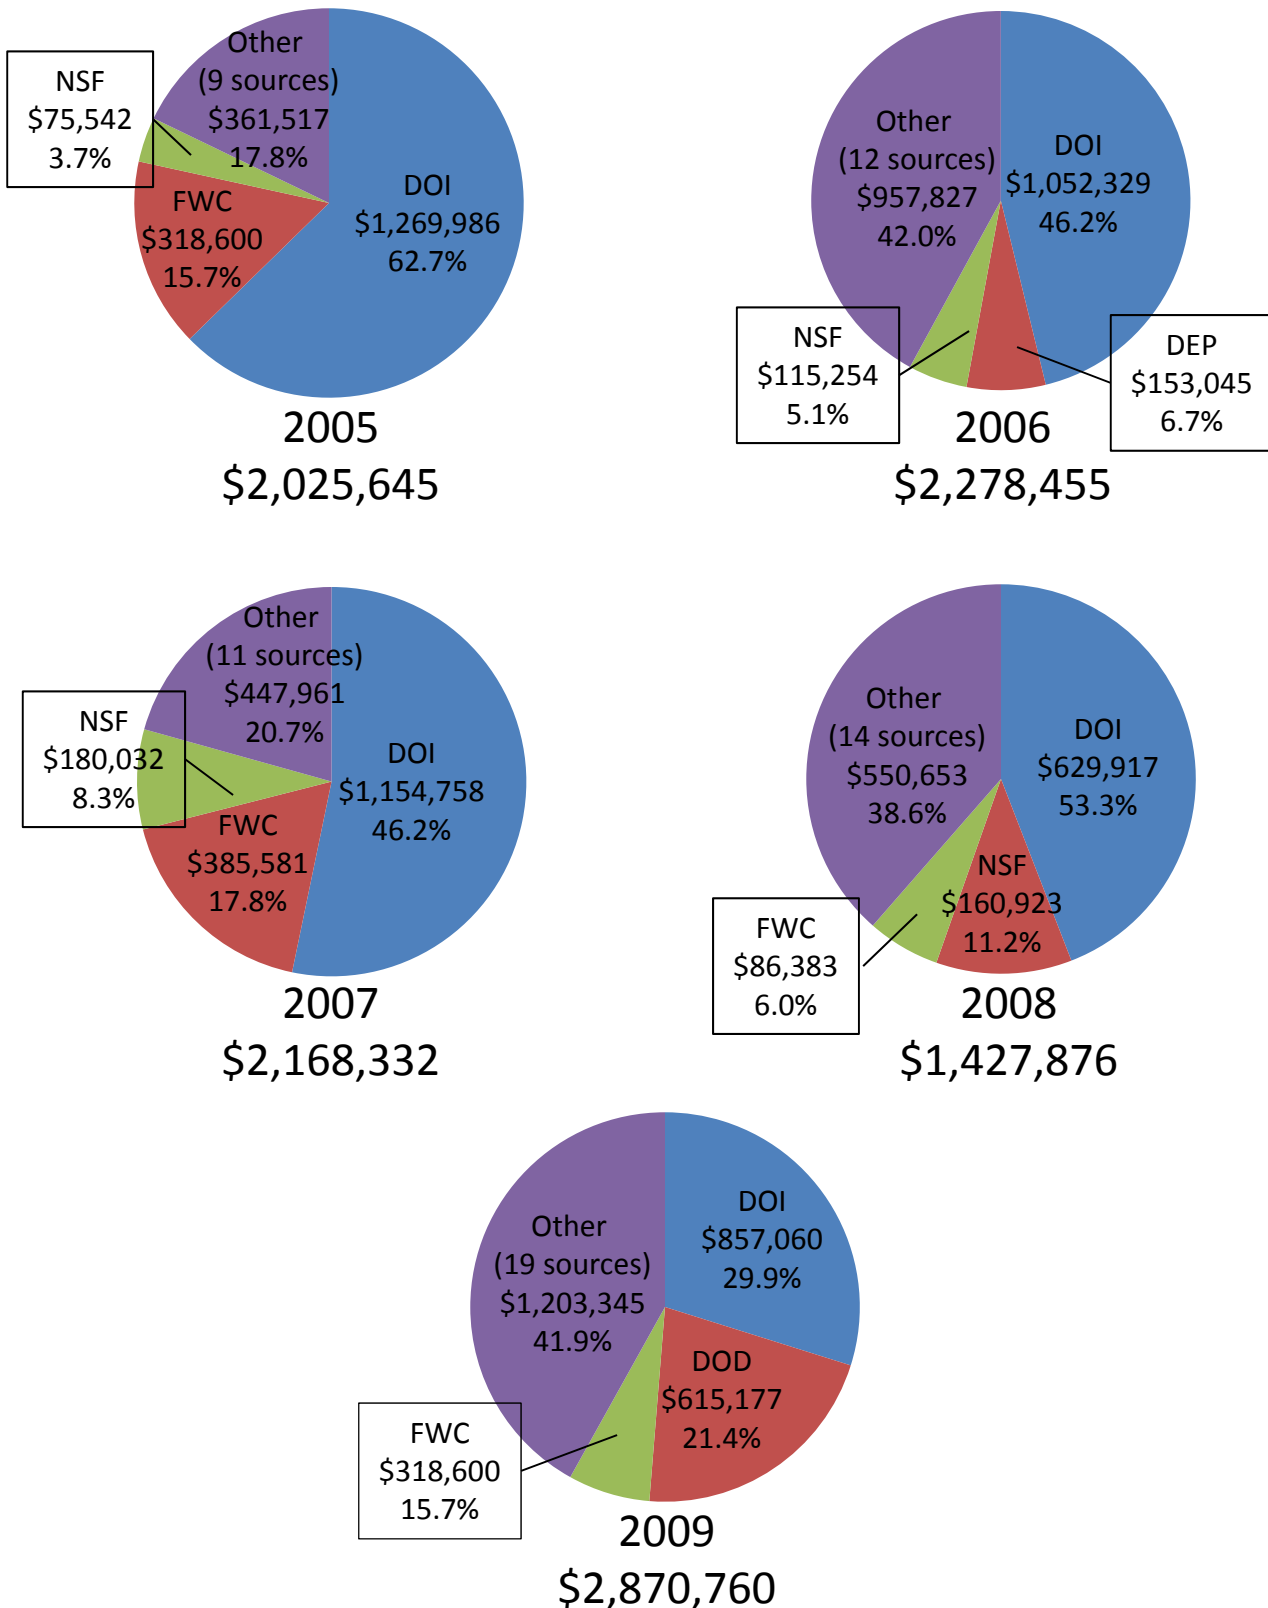 Other
(9 sources)
$361,517
17.8%
NSF
$75,542
3.7%
FWC
$318,600
15.7%
DOI
$1,269,986
62.7%
2005
$2,025,645
Other
(12 sources)
$957,827
42.0%
DOI
$1,052,329
46.2%
NSF
$115,254
5.1%
DEP
$153,045
6.7%
2006
$2,278,455
Other
(11 sources)
$447,961
20.7%
NSF
$180,032
8.3%
DOI
$1,154,758
46.2%
FWC
$385,581
17.8%
2007
$2,168,332
Other
(14 sources)
$550,653
38.6%
DOI
$629,917
53.3%
NSF
$160,923
11.2%
FWC
$86,383
6.0%
2008
$1,427,876
DOI
$857,060
29.9%
Other
(19 sources)
$1,203,345
41.9%
DOD
$615,177
21.4%
FWC
$318,600
15.7%
2009
$2,870,760